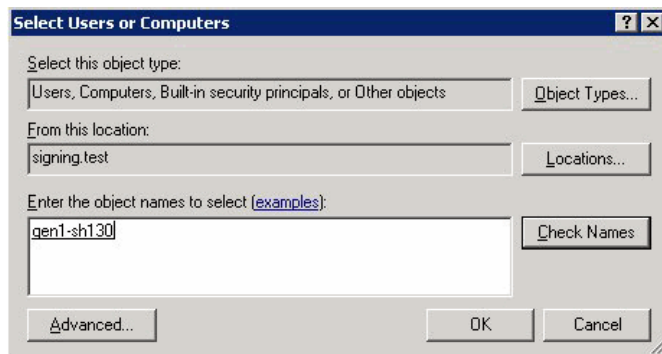 Select Users or Computers
Select this object type:
Users, Computers, Built-in security principals, or Other objects
Object Types...
From this location:
signing.test
Locations...
Enter the object names to select (examples):
gen1-sh130
Check Names
Advanced...
OK
Cancel